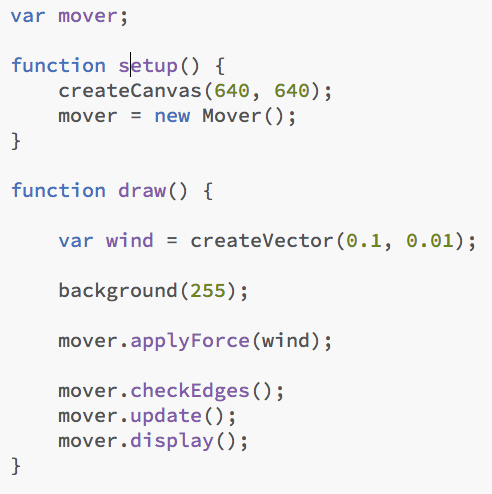 var mover;
function setup() {
createCanvas(640, 640);
mover = new Mover();
}
function draw() {
var wind = createVector(0.1, 0.01);
background(255);
mover.applyForce(wind);
mover.checkEdges();
mover.update();
mover.display();
}